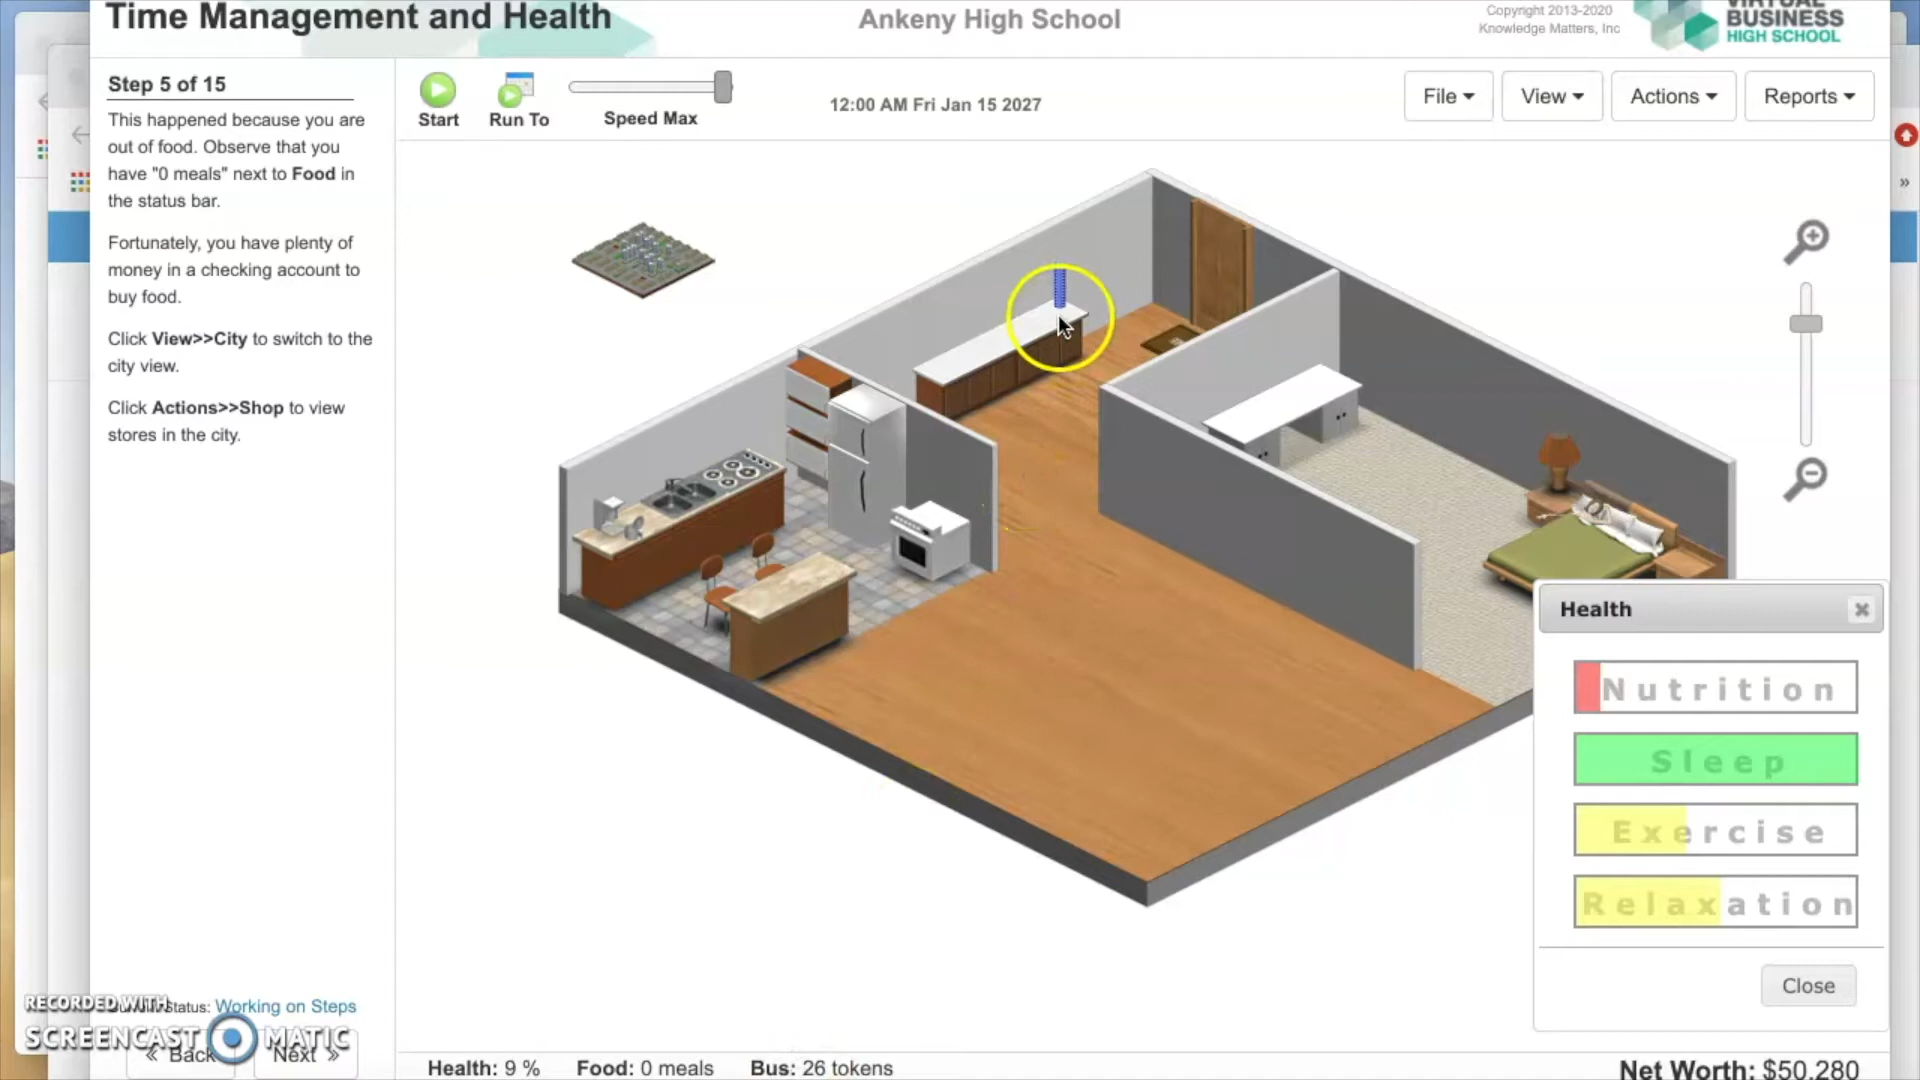 Time Management and Health
Ankeny High School
Copyright 2013-2020
Knowledge Matters, Inc
VIRTUAL
BUSINESS
HIGH SCHOOL
Step 5 of 15
This happened because you are
out of food. Observe that you
have "0 meals" next to Food in
the status bar.
Fortunately, you have plenty of
money in a checking account to
buy food.
Click View>>City to switch to the
city view.
Click Actions>>Shop to view
stores in the city.
Start
Run To
Speed Max
12:00 AM Fri Jan 15 2027
File
View
Actions
Reports
Health
Nutrition
Sleep
Exercise
Relaxation
Close
RECORDED WITH
SCREENCAST MATIC
Status: Working on Steps
« Back
Next »
Health: 9 %
Food: 0 meals
Bus: 26 tokens
Net Worth: $50,280